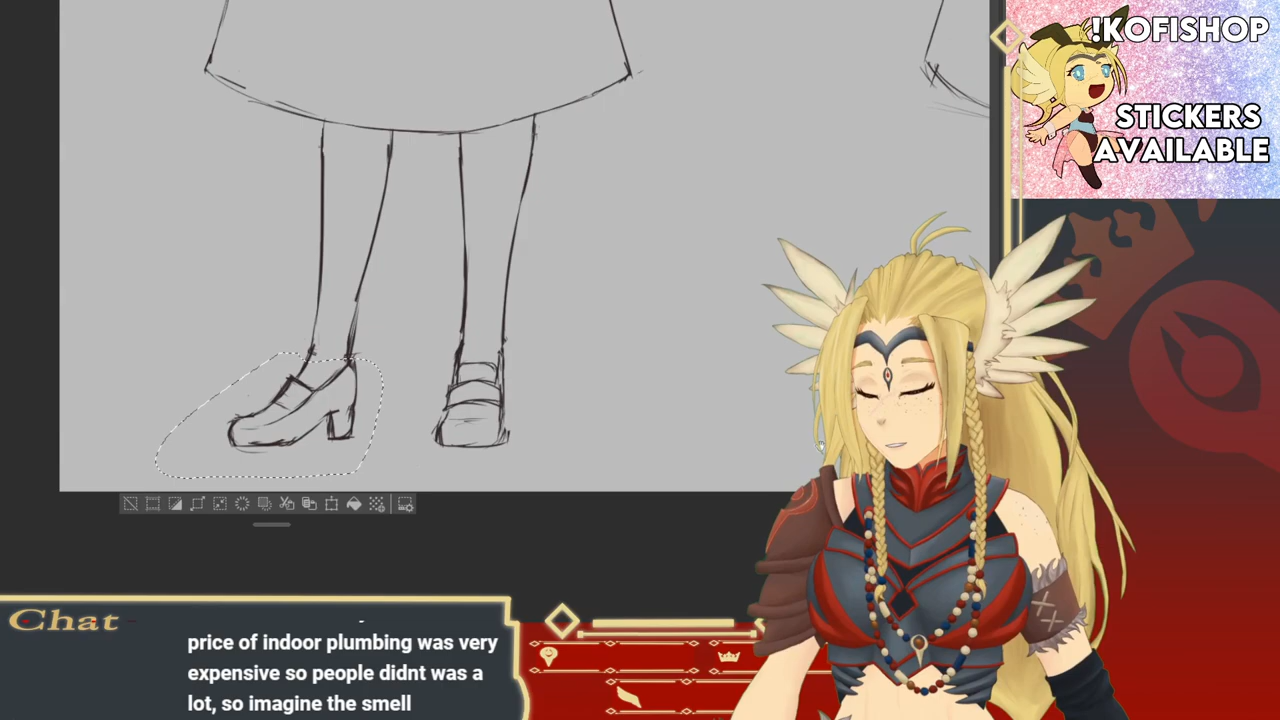 !KOFISHOP
STICKERS
AVAILABLE
Chat
price of indoor plumbing was very
expensive so people didnt was a
lot, so imagine the smell